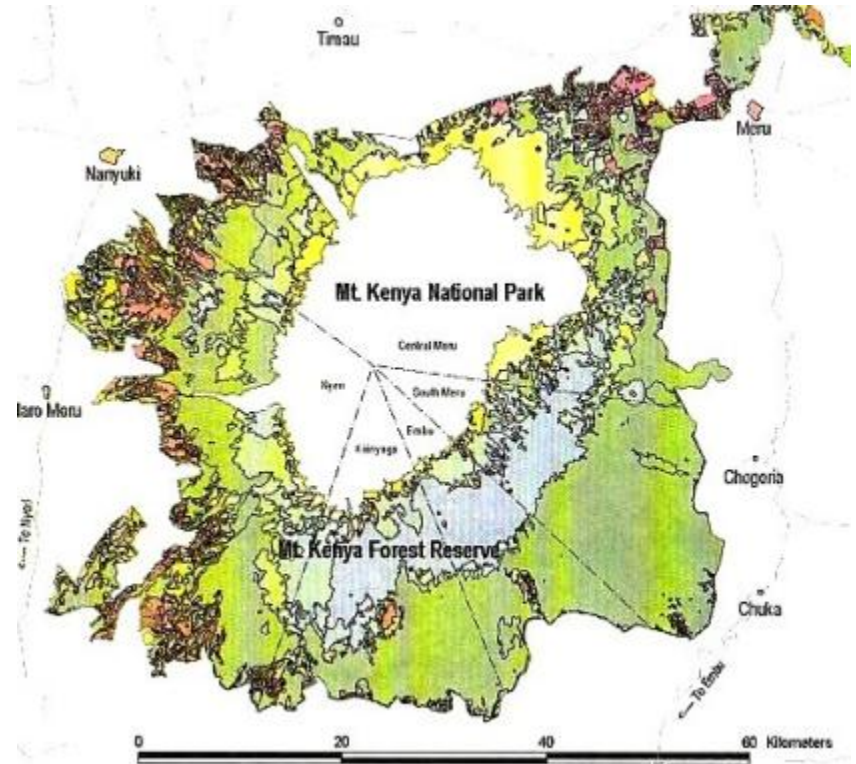 Timau
Meru
Nanyuki
Mt. Kenya National Park
Central Meru
Nyeri
South Meru
Naro Moru
Embu
Kirinyaga
Chogoria
To Nyeri
Mt. Kenya Forest Reserve
Chuka
To Embu
0 20 40 60 Kilometers